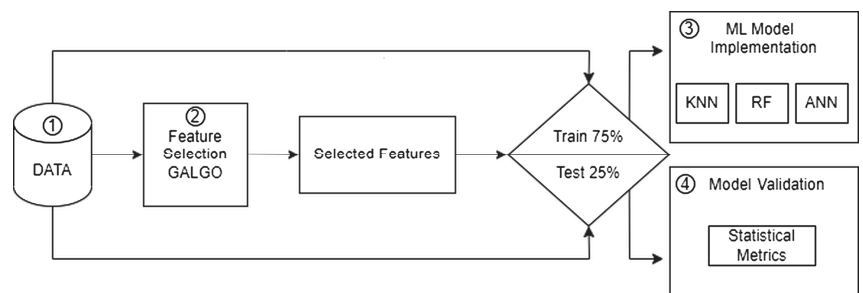 ①
DATA
②
Feature
Selection
GALGO
Selected Features
Train 75%
Test 25%
③ ML Model
Implementation
KNN RF ANN
④ Model Validation
Statistical
Metrics